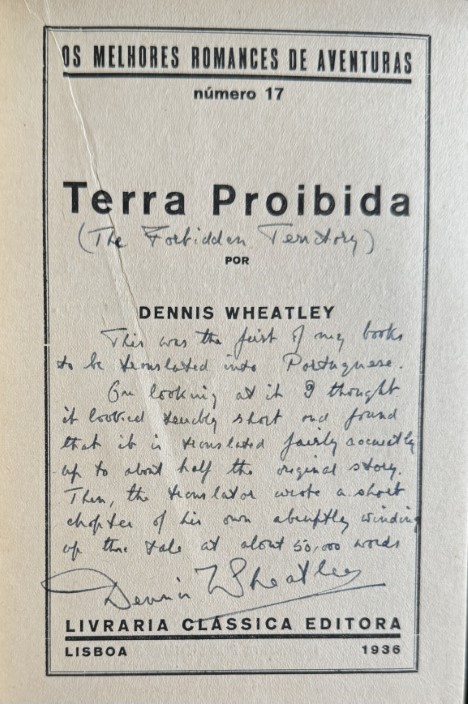 OS MELHORES ROMANCES DE AVENTURAS
número 17
Terra Proibida
(The Forbidden Territory)
POR
DENNIS WHEATLEY
This was the first of my books
to be translated into Portuguese.
On looking at it I thought
it looked terribly short and found
that it is translated fairly accurately
up to about half the original story.
Then, the translator wrote a short
chapter of his own abruptly winding
up the tale at about 50,000 words
Dennis Wheatley
LIVRARIA CLÁSSICA EDITORA
LISBOA 1936